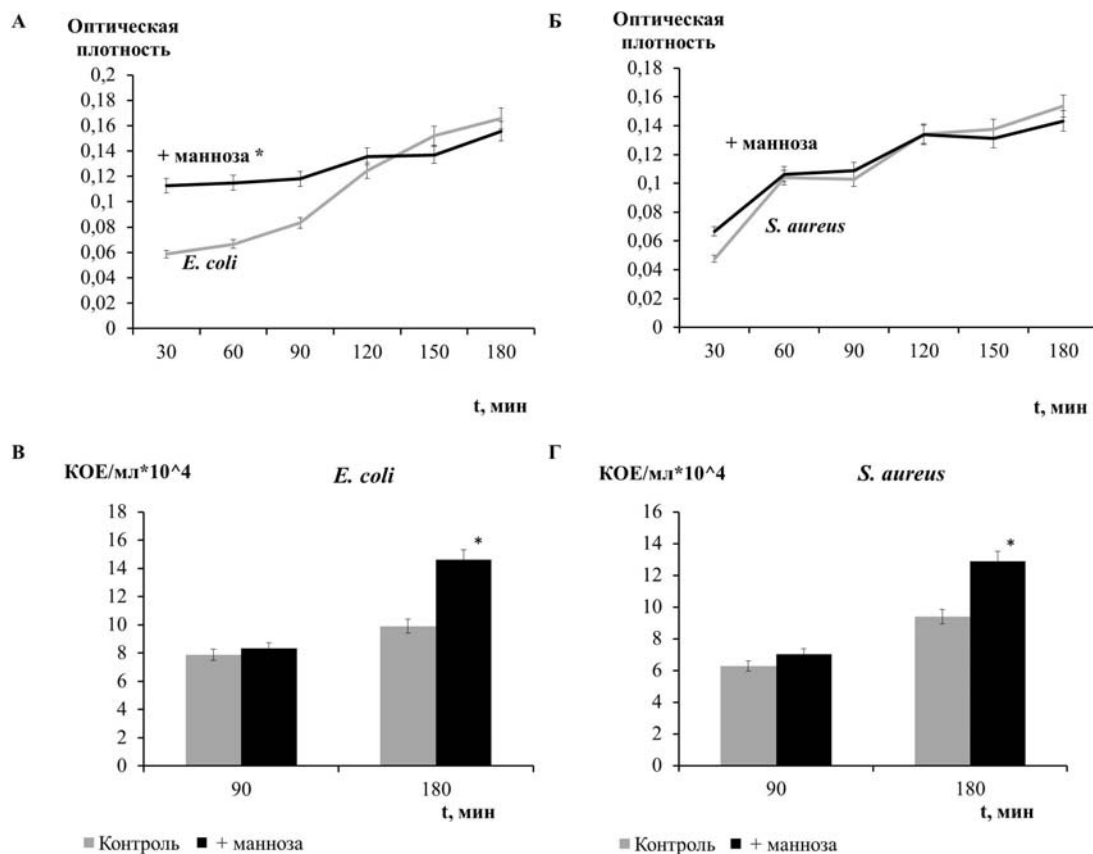 А
Оптическая
плотность
0,2
0,18
0,16
0,14
0,12
0,1
0,08
0,06
0,04
0,02
0
+ манноза *
E. coli
30 60 90 120 150 180
t, мин
Б
Оптическая
плотность
0,18
0,16
0,14
0,12
0,1
0,08
0,06
0,04
0,02
0
+ манноза
S. aureus
30 60 90 120 150 180
t, мин
В
КОЕ/мл*10^4
E. coli
18
16
14
12
10
8
6
4
2
0
*
90 180
t, мин
Контроль + манноза
Г
КОЕ/мл*10^4
S. aureus
16
14
12
10
8
6
4
2
0
*
90 180
t, мин
Контроль + манноза